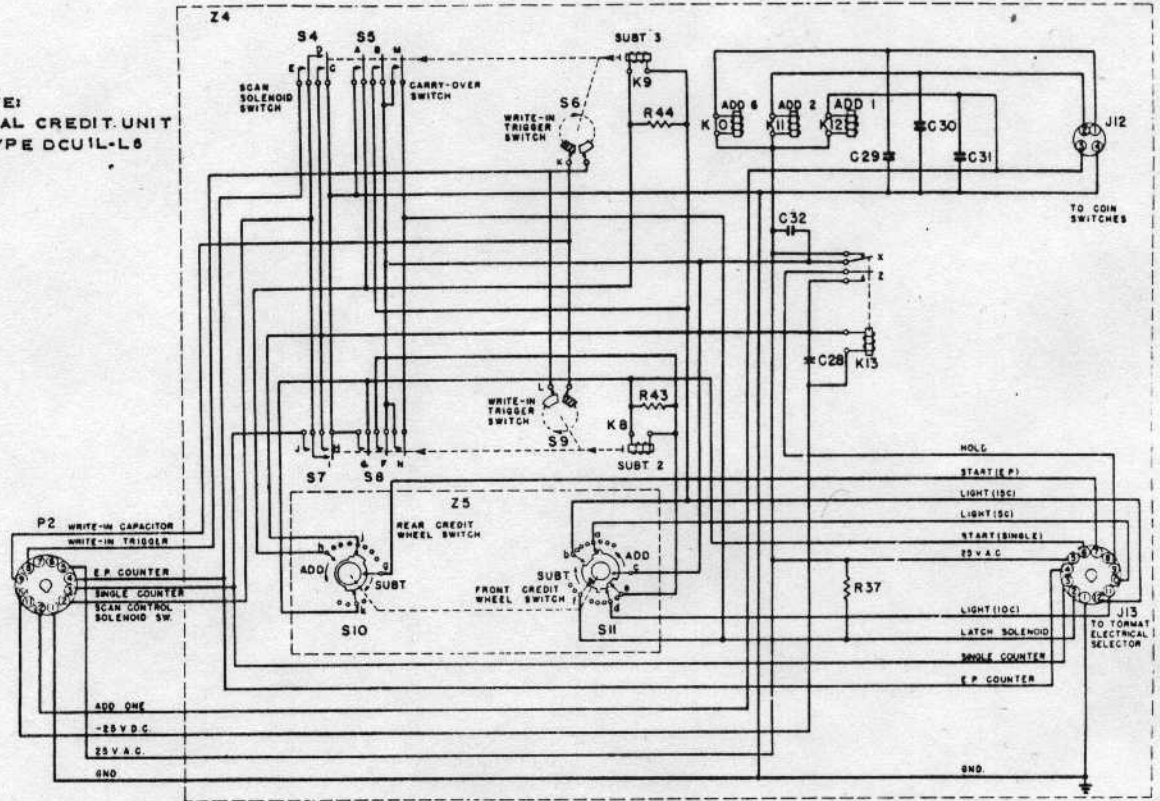 Z4
S4
S5
SUBT 3
D
A B M
E
G
SCAN
SOLENOID
SWITCH
CARRY-OVER
SWITCH
K9
S6
WRITE-IN
TRIGGER
SWITCH
K
R44
ADD 6
ADD 2
ADD 1
K10
K11
K12
C29
C30
C31
J12
2 1
3 4
TO COIN
SWITCHES
E:
AL CREDIT UNIT
YPE DCU1L-L6
C32
X
Z
K13
C28
L
WRITE-IN
TRIGGER
SWITCH
S9
R43
K8
SUBT 2
J
H
F
N
S7
S8
Z5
REAR CREDIT
WHEEL SWITCH
ADD
SUBT
h
g
S10
FRONT CREDIT
WHEEL SWITCH
b
c
e
d
ADD
SUBT
S11
P2
WRITE-IN CAPACITOR
WRITE-IN TRIGGER
E.P. COUNTER
SINGLE COUNTER
SCAN CONTROL
SOLENOID SW.
ADD ONE
-25 V D.C.
25 V A.C.
GND
HOLD
START (E P)
LIGHT (15C)
LIGHT (5C)
START (SINGLE)
25 V A C
R37
LIGHT (10C)
LATCH SOLENOID
SINGLE COUNTER
E P COUNTER
GND.
J13
TO TORMAT
ELECTRICAL
SELECTOR